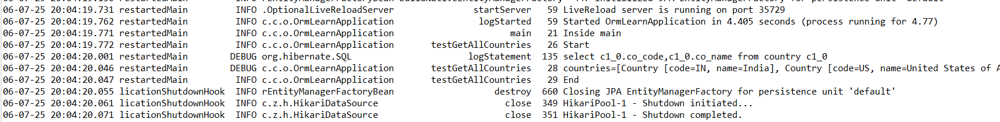 06-07-25 20:04:19.731 restartedMain INFO .OptionalLiveReloadServer startServer 59 LiveReload server is running on port 35729
06-07-25 20:04:19.762 restartedMain INFO c.c.o.OrmLearnApplication logStarted 59 Started OrmLearnApplication in 4.405 seconds (process running for 4.77)
06-07-25 20:04:19.771 restartedMain INFO c.c.o.OrmLearnApplication main 21 Inside main
06-07-25 20:04:19.772 restartedMain INFO c.c.o.OrmLearnApplication testGetAllCountries 26 Start
06-07-25 20:04:20.001 restartedMain DEBUG org.hibernate.SQL logStatement 135 select c1_0.co_code,c1_0.co_name from country c1_0
06-07-25 20:04:20.046 restartedMain DEBUG c.c.o.OrmLearnApplication testGetAllCountries 28 countries=[Country [code=IN, name=India], Country [code=US, name=United States of
06-07-25 20:04:20.047 restartedMain INFO c.c.o.OrmLearnApplication testGetAllCountries 29 End
06-07-25 20:04:20.055 licationShutdownHook INFO rEntityManagerFactoryBean destroy 660 Closing JPA EntityManagerFactory for persistence unit 'default'
06-07-25 20:04:20.061 licationShutdownHook INFO c.z.h.HikariDataSource close 349 HikariPool-1 - Shutdown initiated...
06-07-25 20:04:20.071 licationShutdownHook INFO c.z.h.HikariDataSource close 351 HikariPool-1 - Shutdown completed.